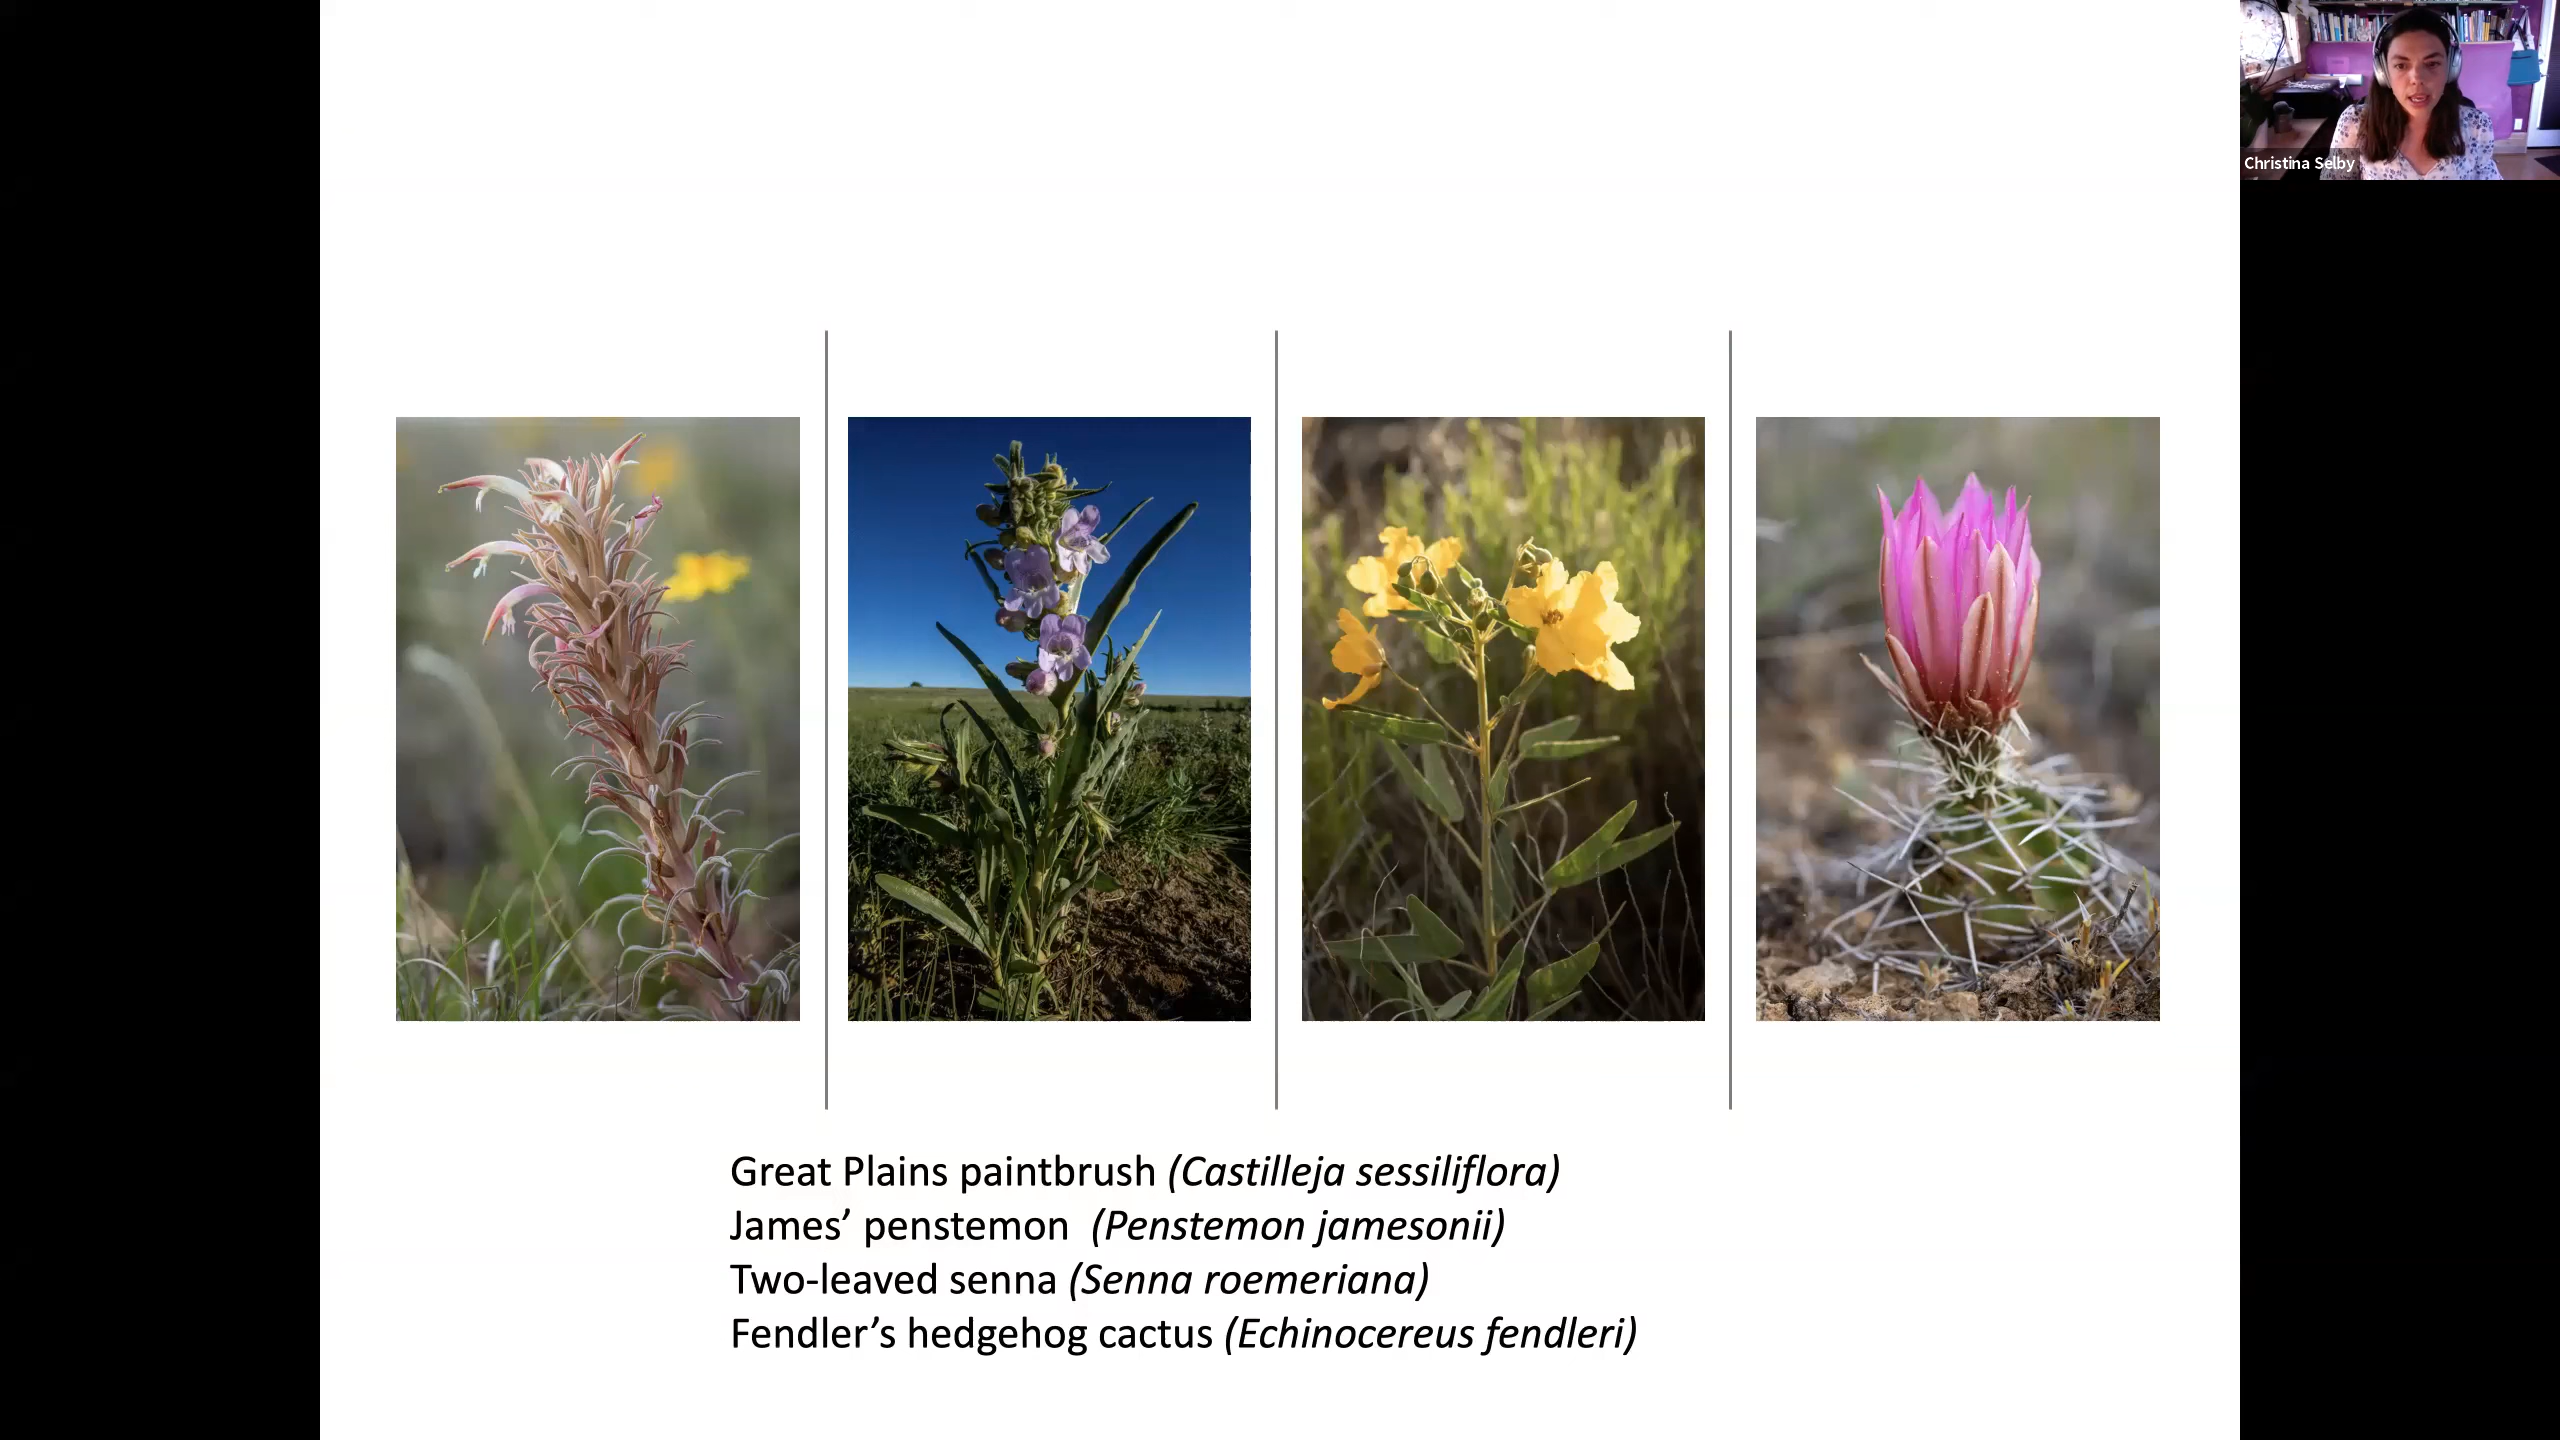 Christina Selby
Great Plains paintbrush (Castilleja sessiliflora)
James’ penstemon (Penstemon jamesonii)
Two-leaved senna (Senna roemeriana)
Fendler’s hedgehog cactus (Echinocereus fendleri)